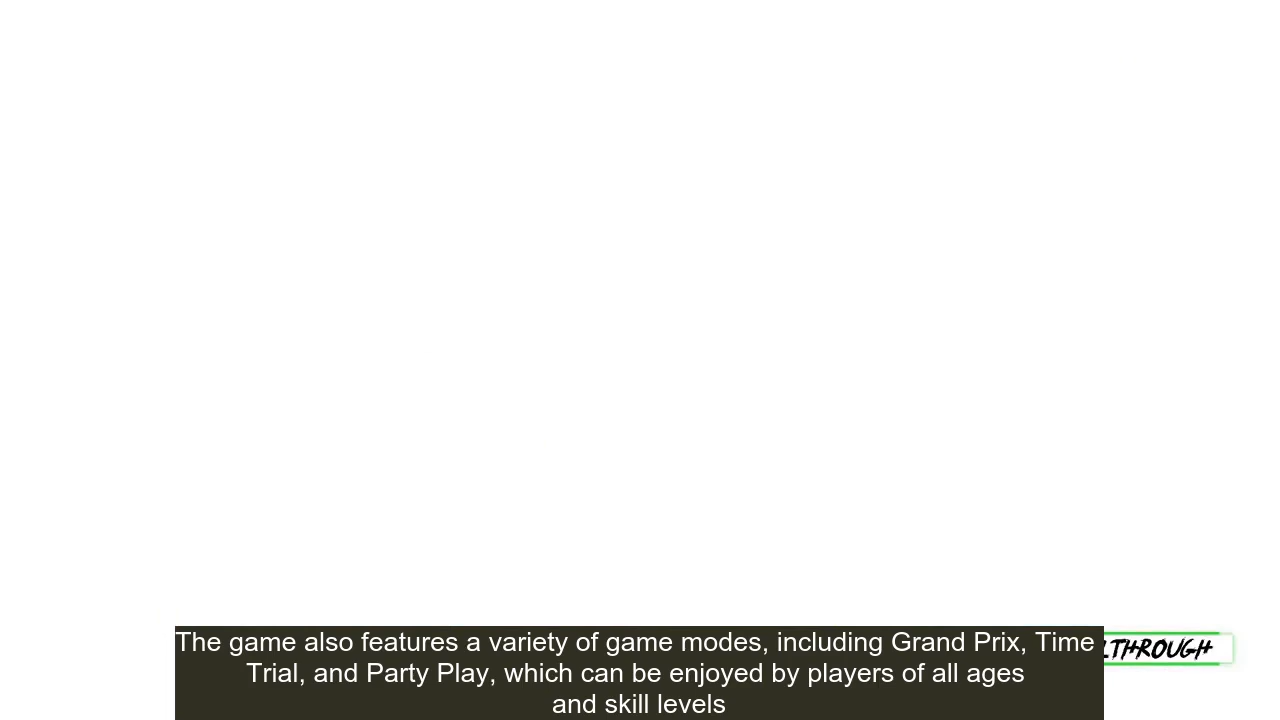 The game also features a variety of game modes, including Grand Prix, Time
Trial, and Party Play, which can be enjoyed by players of all ages
and skill levels
LTHROUGH